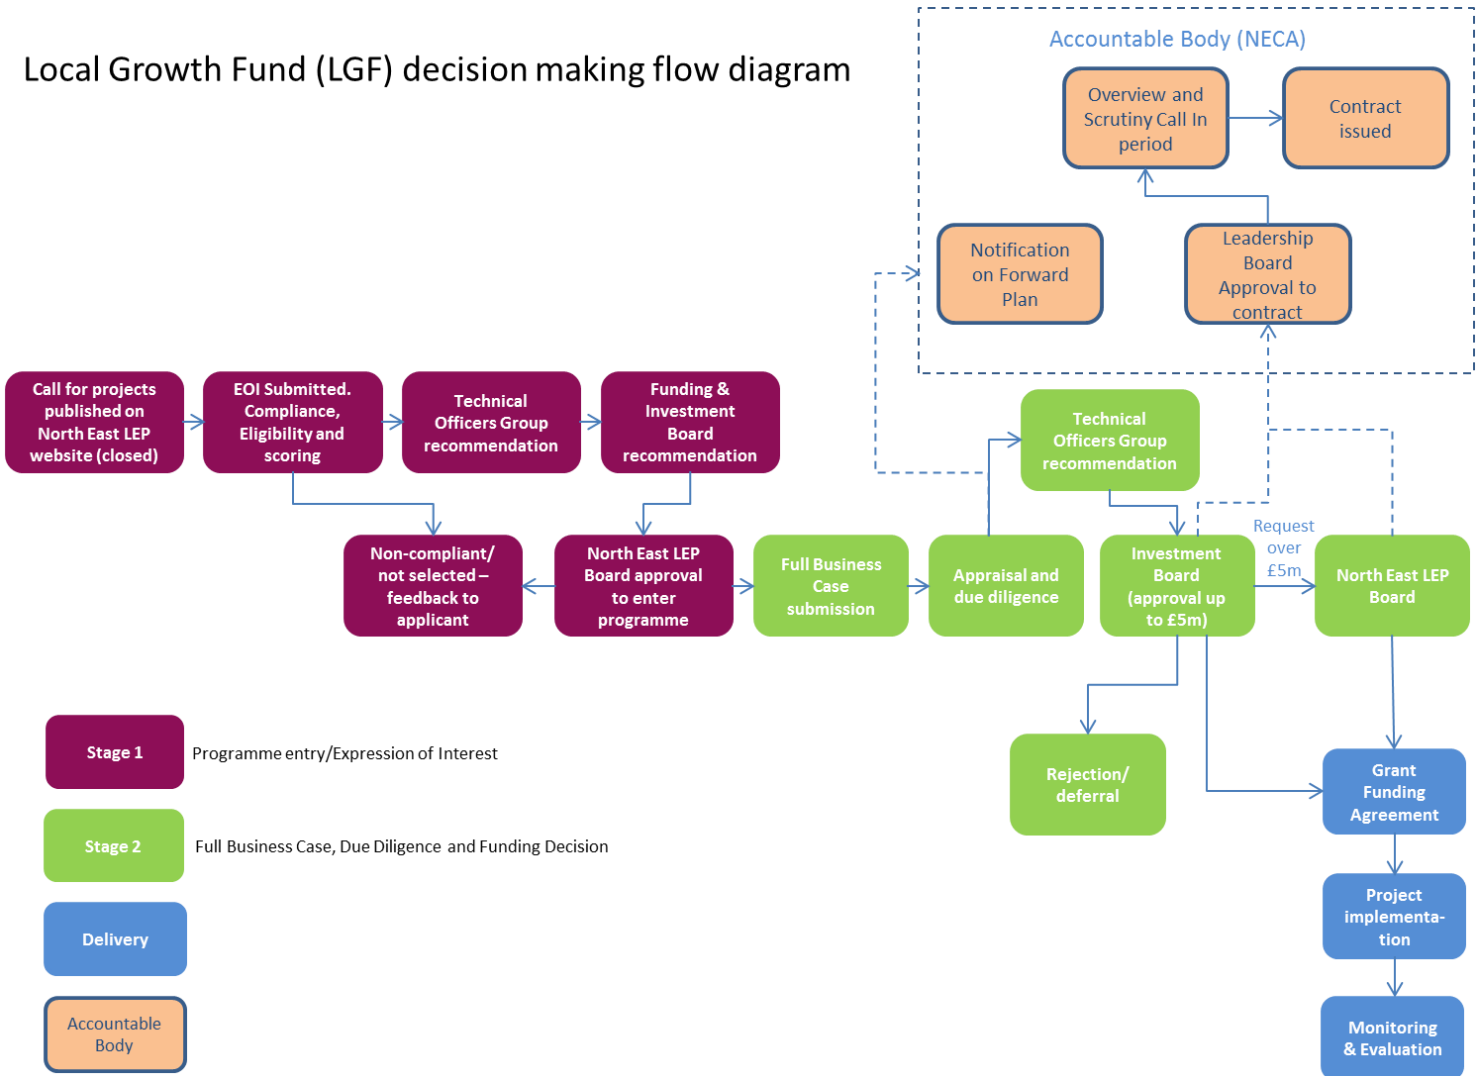 Local Growth Fund (LGF) decision making flow diagram
Accountable Body (NECA)
Overview and
Scrutiny Call In
period
Contract
issued
Notification
on Forward
Plan
Leadership
Board
Approval to
contract
Call for projects
published on
North East LEP
website (closed)
EOI Submitted.
Compliance,
Eligibility and
scoring
Technical
Officers Group
recommendation
Funding &
Investment
Board
recommendation
Technical
Officers Group
recommendation
Non-compliant/
not selected –
feedback to
applicant
North East LEP
Board approval
to enter
programme
Full Business
Case
submission
Appraisal and
due diligence
Investment
Board
(approval up
to £5m)
Request
over
£5m
North East LEP
Board
Rejection/
deferral
Grant
Funding
Agreement
Project
implementa-
tion
Monitoring
& Evaluation
Stage 1
Programme entry/Expression of Interest
Stage 2
Full Business Case, Due Diligence and Funding Decision
Delivery
Accountable
Body